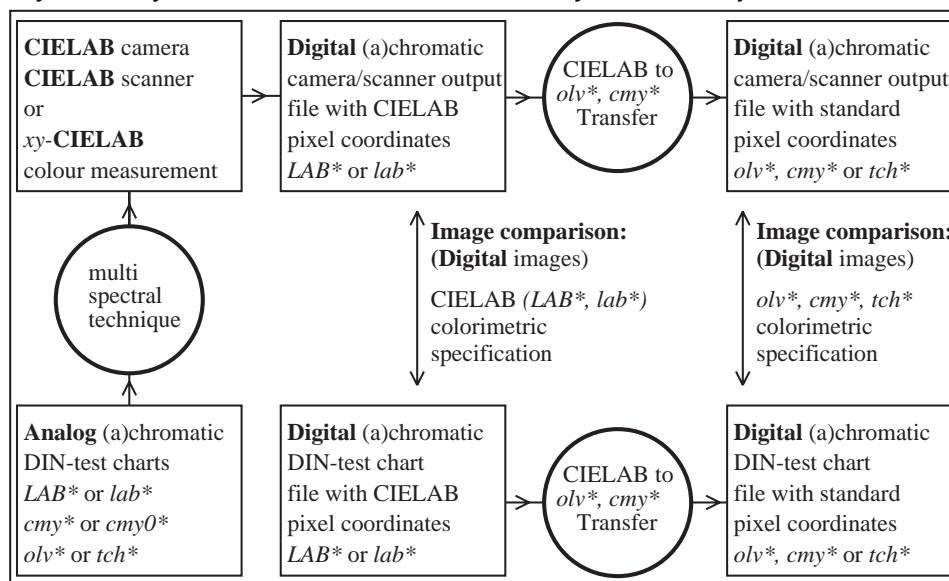 CIELAB camera
CIELAB scanner
or
xy-CIELAB
colour measurement
Digital (a)chromatic
camera/scanner output
file with CIELAB
pixel coordinates
LAB* or lab*
CIELAB to
olv*, cmy*
Transfer
Digital (a)chromatic
camera/scanner output
file with standard
pixel coordinates
olv*, cmy* or tch*
multi
spectral
technique
Image comparison:
(Digital images)
CIELAB (LAB*, lab*)
colorimetric
specification
Image comparison:
(Digital images)
olv*, cmy*, tch*
colorimetric
specification
Analog (a)chromatic
DIN-test charts
LAB* or lab*
cmy* or cmy0*
olv* or tch*
Digital (a)chromatic
DIN-test chart
file with CIELAB
pixel coordinates
LAB* or lab*
CIELAB to
olv*, cmy*
Transfer
Digital (a)chromatic
DIN-test chart
file with standard
pixel coordinates
olv*, cmy* or tch*